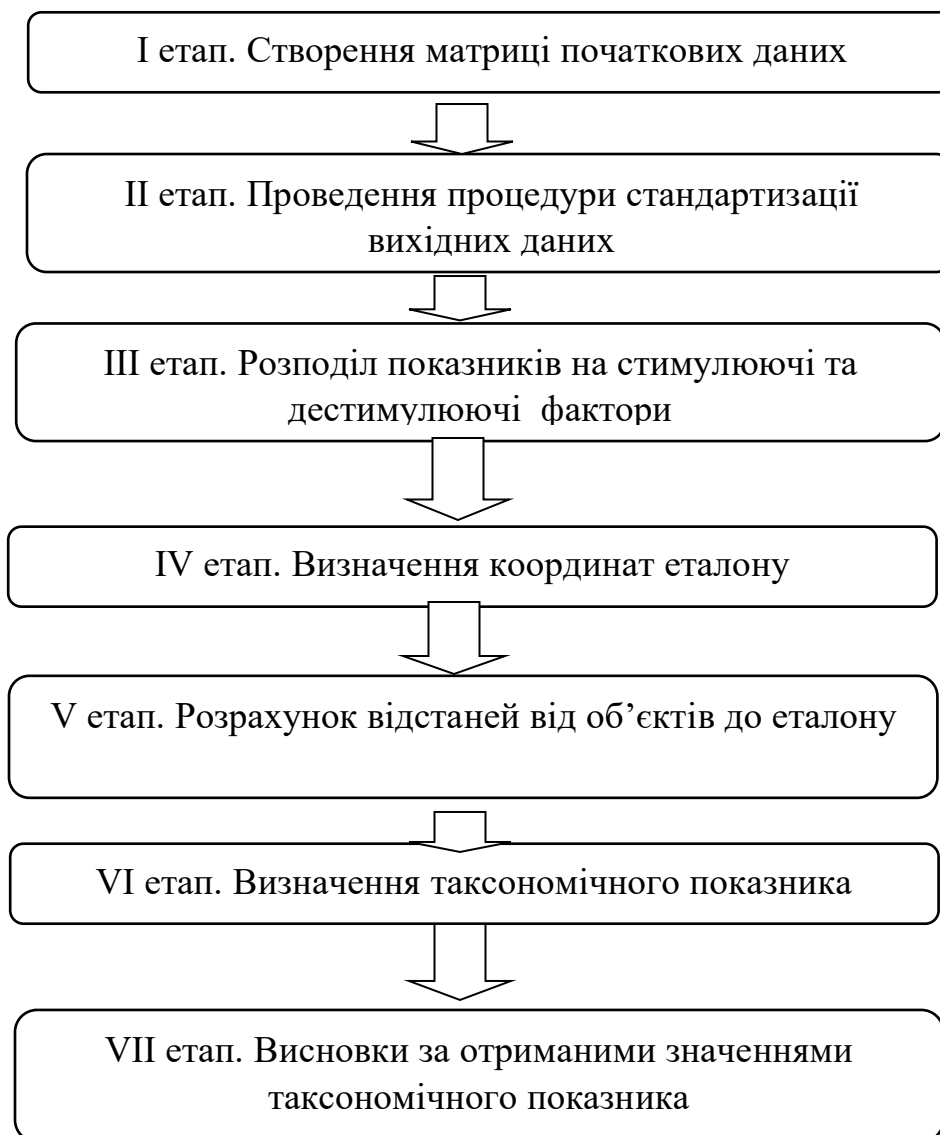 І етап. Створення матриці початкових даних
ІІ етап. Проведення процедури стандартизації
вихідних даних
ІІІ етап. Розподіл показників на стимулюючі та
дестимулюючі фактори
IV етап. Визначення координат еталону
V етап. Розрахунок відстаней від об’єктів до еталону
VI етап. Визначення таксономічного показника
VII етап. Висновки за отриманими значеннями
таксономічного показника